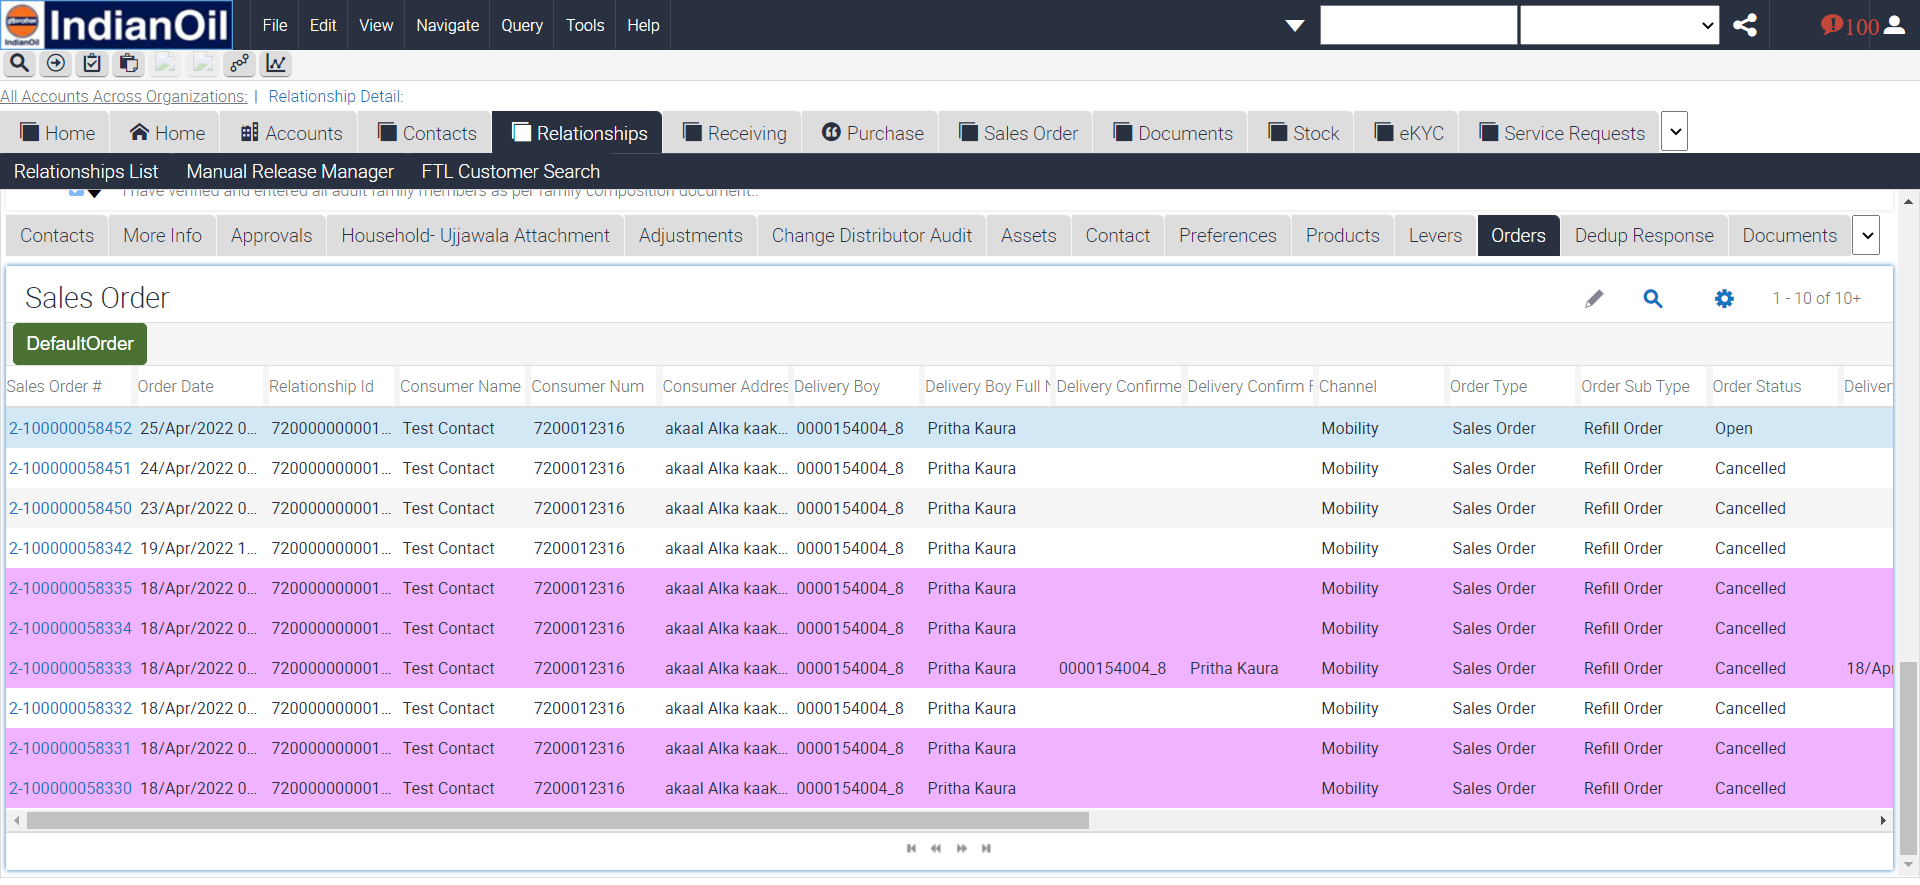 IndianOil
IndianOil
File Edit View Navigate Query Tools Help
100
All Accounts Across Organizations: | Relationship Detail:
Home Home Accounts Contacts Relationships Receiving Purchase Sales Order Documents Stock eKYC Service Requests
Relationships List Manual Release Manager FTL Customer Search
I have verified and entered all adult family members as per family composition document..
Contacts More Info Approvals Household- Ujjawala Attachment Adjustments Change Distributor Audit Assets Contact Preferences Products Levers Orders Dedup Response Documents
Sales Order 1 - 10 of 10+
DefaultOrder
Sales Order # Order Date Relationship Id Consumer Name Consumer Num Consumer Addres Delivery Boy Delivery Boy Full N Delivery Confirme Delivery Confirm F Channel Order Type Order Sub Type Order Status Delivery
2-100000058452 25/Apr/2022 0... 720000000001... Test Contact 7200012316 akaal Alka kaak... 0000154004_8 Pritha Kaura Mobility Sales Order Refill Order Open
2-100000058451 24/Apr/2022 0... 720000000001... Test Contact 7200012316 akaal Alka kaak... 0000154004_8 Pritha Kaura Mobility Sales Order Refill Order Cancelled
2-100000058450 23/Apr/2022 0... 720000000001... Test Contact 7200012316 akaal Alka kaak... 0000154004_8 Pritha Kaura Mobility Sales Order Refill Order Cancelled
2-100000058342 19/Apr/2022 1... 720000000001... Test Contact 7200012316 akaal Alka kaak... 0000154004_8 Pritha Kaura Mobility Sales Order Refill Order Cancelled
2-100000058335 18/Apr/2022 0... 720000000001... Test Contact 7200012316 akaal Alka kaak... 0000154004_8 Pritha Kaura Mobility Sales Order Refill Order Cancelled
2-100000058334 18/Apr/2022 0... 720000000001... Test Contact 7200012316 akaal Alka kaak... 0000154004_8 Pritha Kaura Mobility Sales Order Refill Order Cancelled
2-100000058333 18/Apr/2022 0... 720000000001... Test Contact 7200012316 akaal Alka kaak... 0000154004_8 Pritha Kaura 0000154004_8 Pritha Kaura Mobility Sales Order Refill Order Cancelled 18/Apr
2-100000058332 18/Apr/2022 0... 720000000001... Test Contact 7200012316 akaal Alka kaak... 0000154004_8 Pritha Kaura Mobility Sales Order Refill Order Cancelled
2-100000058331 18/Apr/2022 0... 720000000001... Test Contact 7200012316 akaal Alka kaak... 0000154004_8 Pritha Kaura Mobility Sales Order Refill Order Cancelled
2-100000058330 18/Apr/2022 0... 720000000001... Test Contact 7200012316 akaal Alka kaak... 0000154004_8 Pritha Kaura Mobility Sales Order Refill Order Cancelled